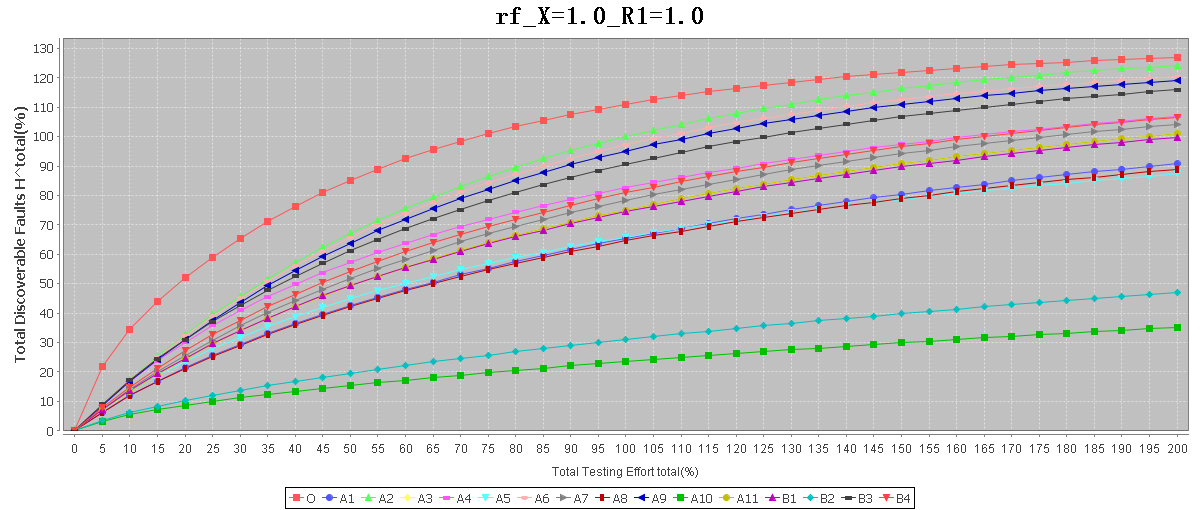 rf_X=1.0_R1=1.0
Total Discoverable Faults H^total(%)
130
120
110
100
90
80
70
60
50
40
30
20
10
0
0 5 10 15 20 25 30 35 40 45 50 55 60 65 70 75 80 85 90 95 100 105 110 115 120 125 130 135 140 145 150 155 160 165 170 175 180 185 190 195 200
Total Testing Effort total(%)
O A1 A2 A3 A4 A5 A6 A7 A8 A9 A10 A11 B1 B2 B3 B4